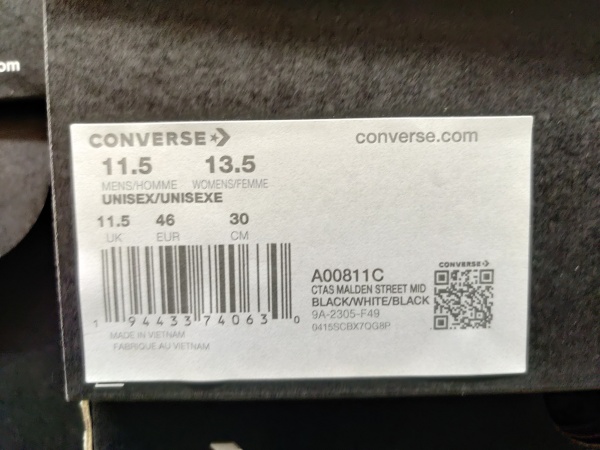 om
CONVERSE
converse.com
11.5 13.5
MENS/HOMME WOMENS/FEMME
UNISEX/UNISEXE
11.5 46 30
UK EUR CM
CONVERSE
A00811C
CTAS MALDEN STREET MID
BLACK/WHITE/BLACK
9A-2305-F49
0415SCBX7QG8P
1 94433 74063 0
MADE IN VIETNAM
FABRIQUE AU VIETNAM